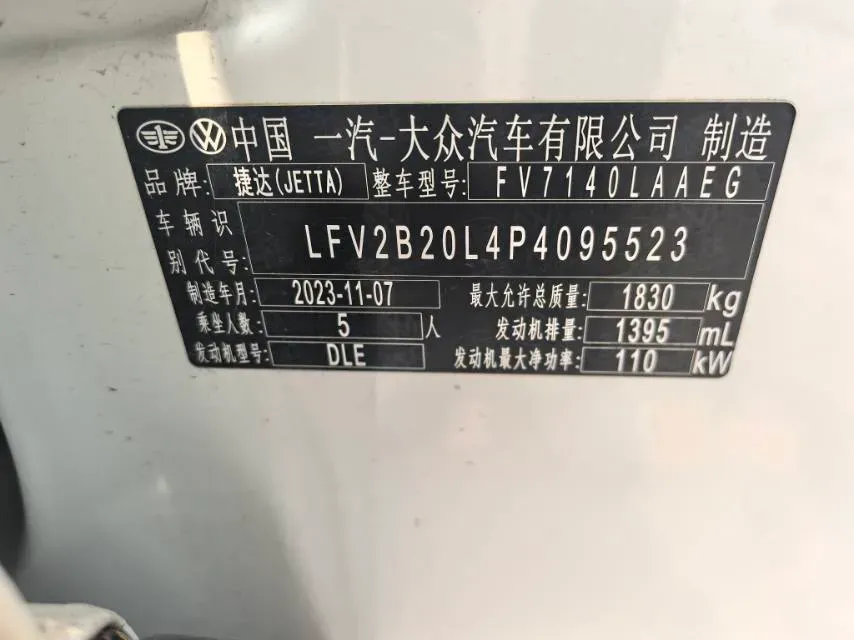 中国 一汽-大众汽车有限公司 制造
品牌: 捷达(JETTA) 整车型号: FV7140LAAEG
车辆识别代号: LFV2B20L4P4095523
制造年月: 2023-11-07 最大允许总质量: 1830 kg
乘坐人数: 5 人 发动机排量: 1395 mL
发动机型号: DLE 发动机最大净功率: 110 kW